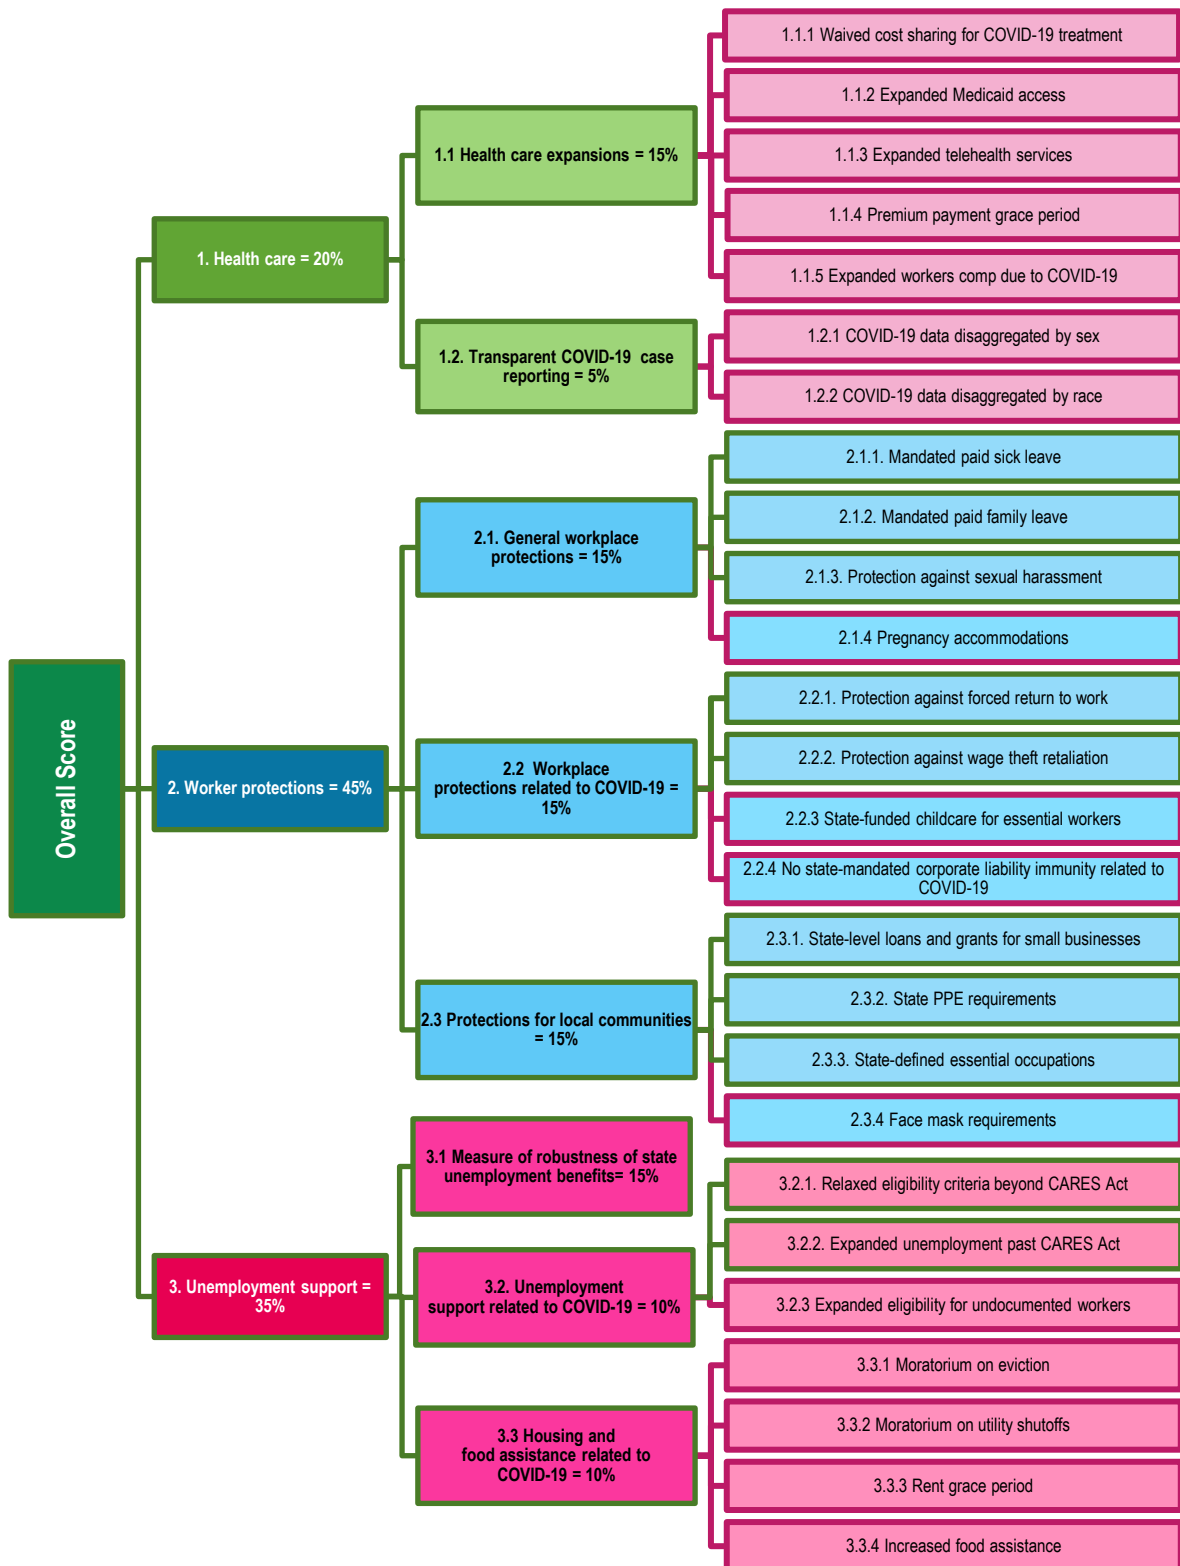 Overall Score
1. Health care = 20%
1.1 Health care expansions = 15%
1.1.1 Waived cost sharing for COVID-19 treatment
1.1.2 Expanded Medicaid access
1.1.3 Expanded telehealth services
1.1.4 Premium payment grace period
1.1.5 Expanded workers comp due to COVID-19
1.2. Transparent COVID-19 case
reporting = 5%
1.2.1 COVID-19 data disaggregated by sex
1.2.2 COVID-19 data disaggregated by race
2. Worker protections = 45%
2.1. General workplace
protections = 15%
2.1.1. Mandated paid sick leave
2.1.2. Mandated paid family leave
2.1.3. Protection against sexual harassment
2.1.4 Pregnancy accommodations
2.2 Workplace
protections related to COVID-19 =
15%
2.2.1. Protection against forced return to work
2.2.2. Protection against wage theft retaliation
2.2.3 State-funded childcare for essential workers
2.2.4 No state-mandated corporate liability immunity related to
COVID-19
2.3 Protections for local communities
= 15%
2.3.1. State-level loans and grants for small businesses
2.3.2. State PPE requirements
2.3.3. State-defined essential occupations
2.3.4 Face mask requirements
3. Unemployment support =
35%
3.1 Measure of robustness of state
unemployment benefits= 15%
3.2. Unemployment
support related to COVID-19 = 10%
3.2.1. Relaxed eligibility criteria beyond CARES Act
3.2.2. Expanded unemployment past CARES Act
3.2.3 Expanded eligibility for undocumented workers
3.3 Housing and
food assistance related to
COVID-19 = 10%
3.3.1 Moratorium on eviction
3.3.2 Moratorium on utility shutoffs
3.3.3 Rent grace period
3.3.4 Increased food assistance